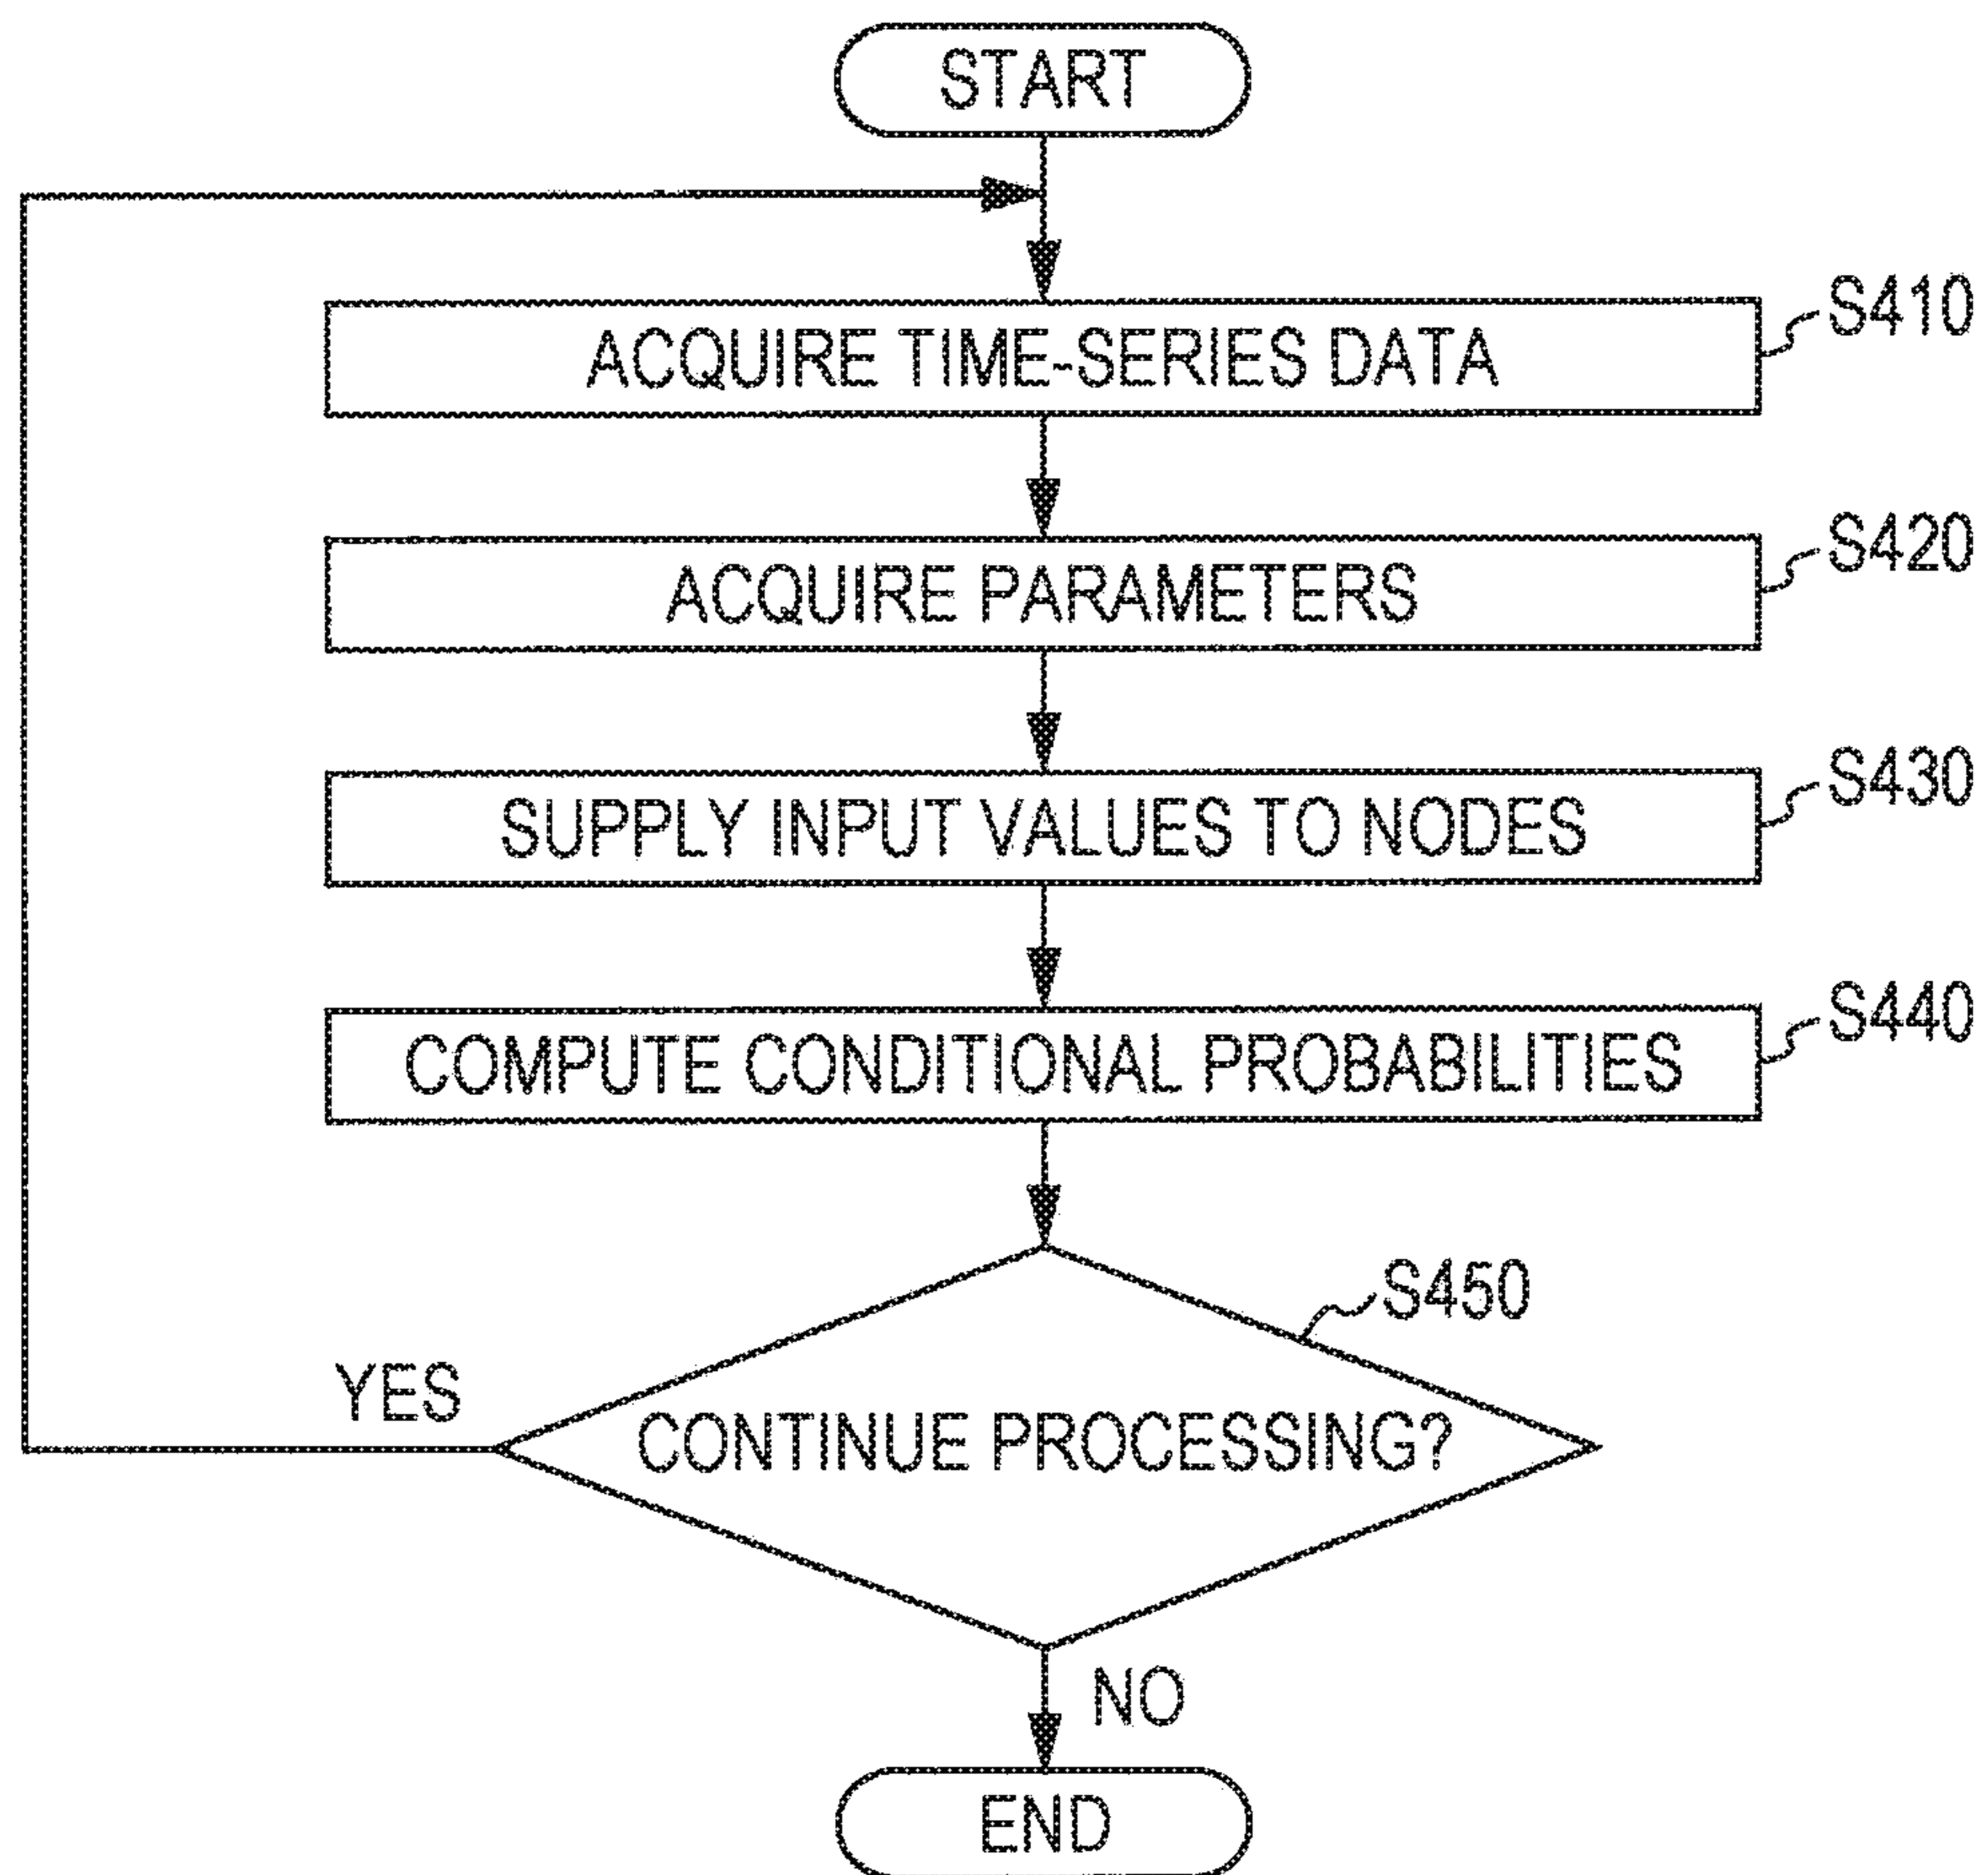 START
ACQUIRE TIME-SERIES DATA
S410
ACQUIRE PARAMETERS
S420
SUPPLY INPUT VALUES TO NODES
S430
COMPUTE CONDITIONAL PROBABILITIES
S440
S450
YES
CONTINUE PROCESSING?
NO
END